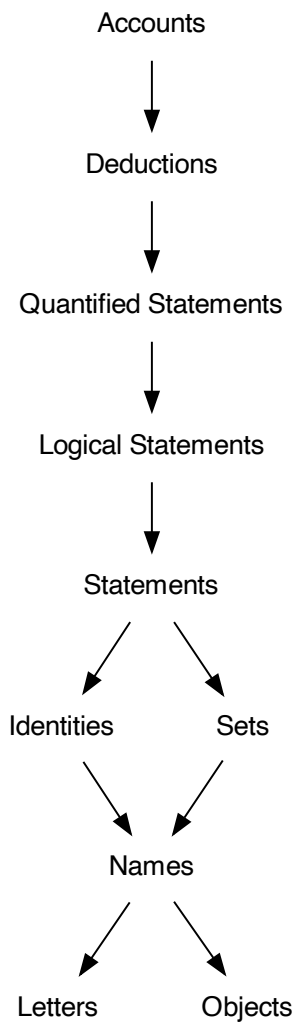 Accounts
Deductions
Quantified Statements
Logical Statements
Statements
Identities
Sets
Names
Letters
Objects